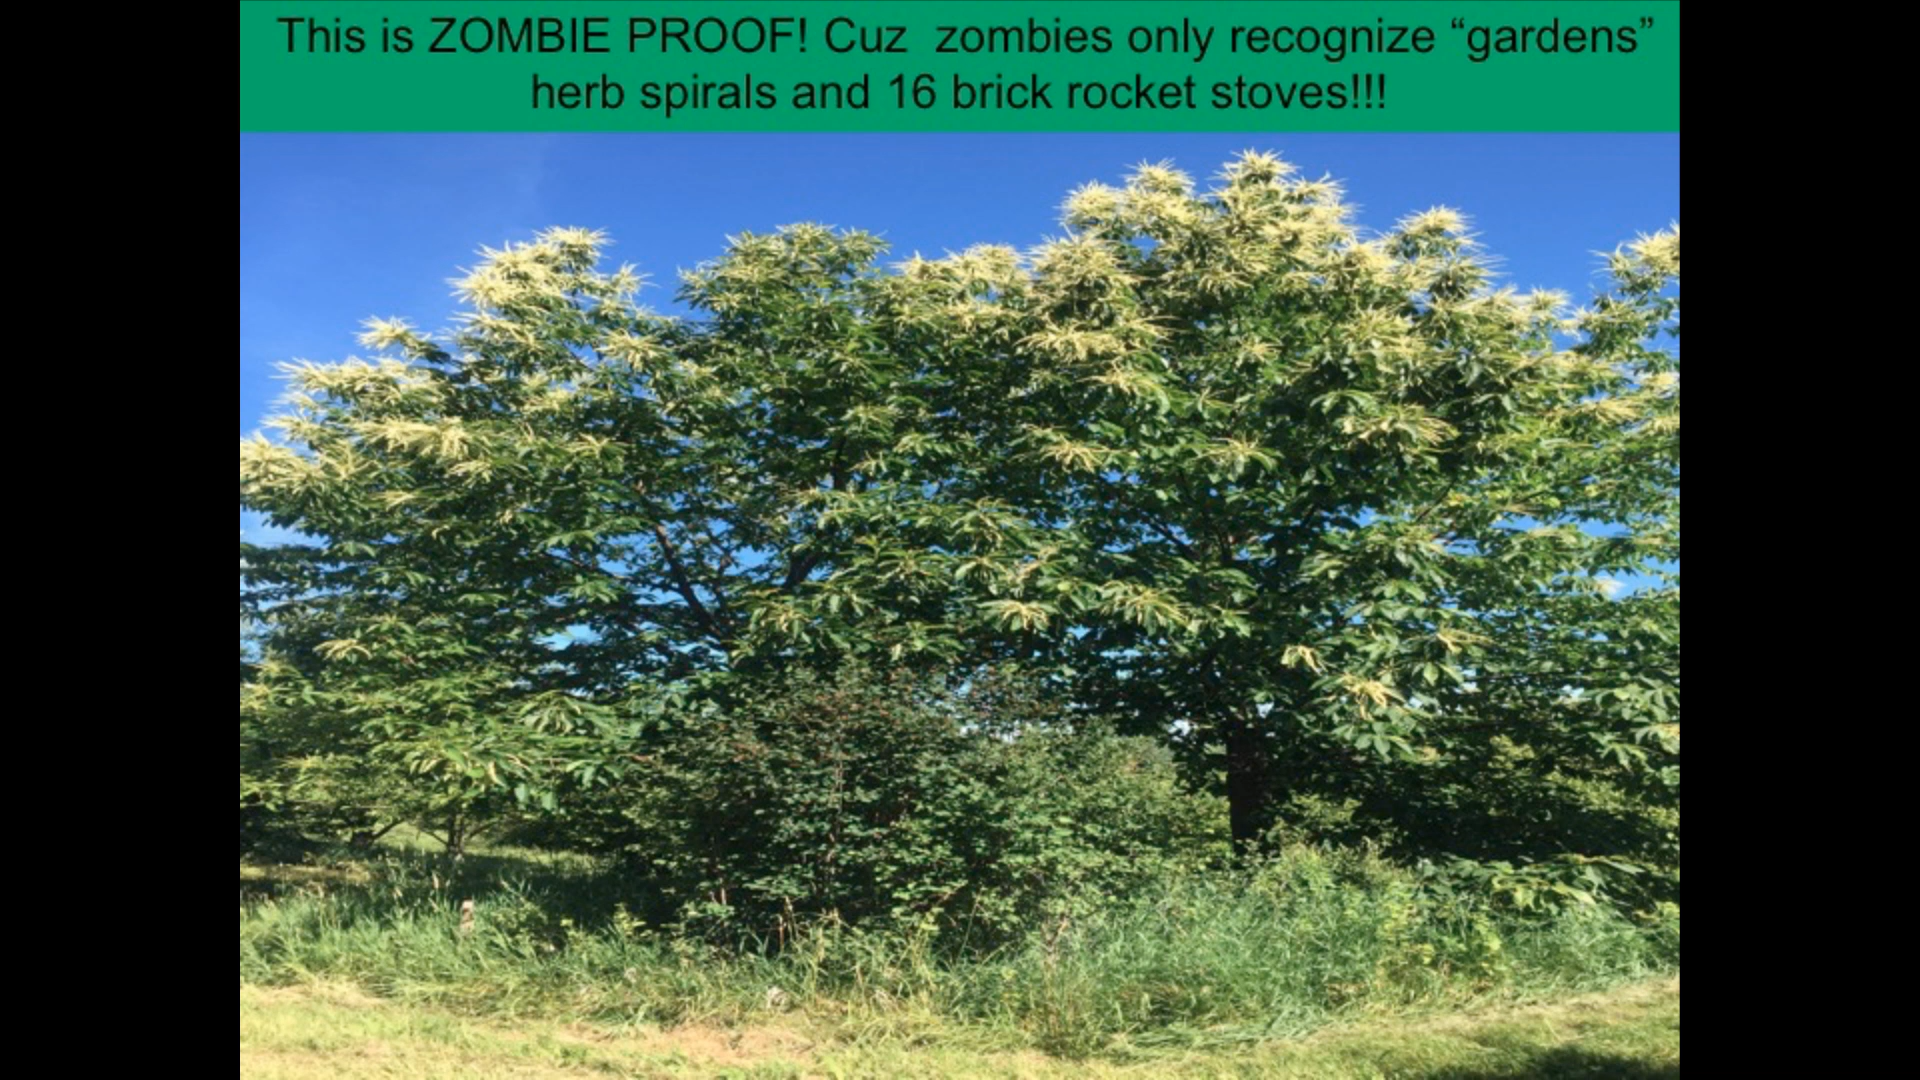 This is ZOMBIE PROOF! Cuz  zombies only recognize “gardens”
herb spirals and 16 brick rocket stoves!!!